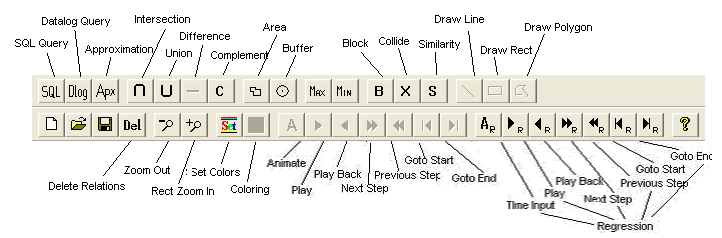 Intersection
Area
Draw Line
Draw Polygon
Datalog Query
Difference
Collide
SQL Query
Approximation
Union
Complement
Buffer
Block
Similarity
Draw Rect
SQL Dlog Apx C MAX MIN B X S
Del Set A A R R R R R R R ?
Delete Relations
Zoom Out
Rect Zoom In
: Set Colors
Coloring
Animate
Play
Play Back
Next Step
Previous Step
Goto Start
Goto End
Time Input
Play
Play Back
Next Step
Previous Step
Goto Start
Goto End
Regression